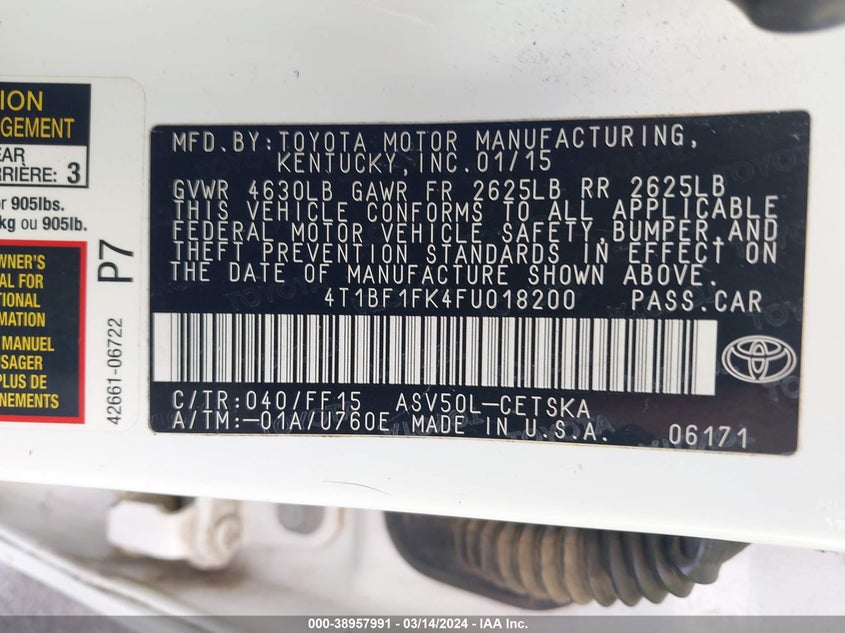 ION
GEMENT
EAR
RRIÈRE: 3
or 905lbs.
kg ou 905lb.
WNER'S
AL FOR
TIONAL
RMATION
MANUEL
USAGER
PLUS DE
NEMENTS
P7
42661-06722
MFD. BY: TOYOTA MOTOR MANUFACTURING,
KENTUCKY, INC. 01/15
GVWR 4630LB GAWR FR 2625LB RR 2625LB
THIS VEHICLE CONFORMS TO ALL APPLICABLE
FEDERAL MOTOR VEHICLE SAFETY, BUMPER, AND
THEFT PREVENTION STANDARDS IN EFFECT ON
THE DATE OF MANUFACTURE SHOWN ABOVE.
4T1BF1FK4FU018200 PASS. CAR
C/TR: 040/FF15 ASV50L-CETSKA
A/TM: -01A/U760E MADE IN U.S.A. 06171
000-38957991 - 03/14/2024 - IAA Inc.